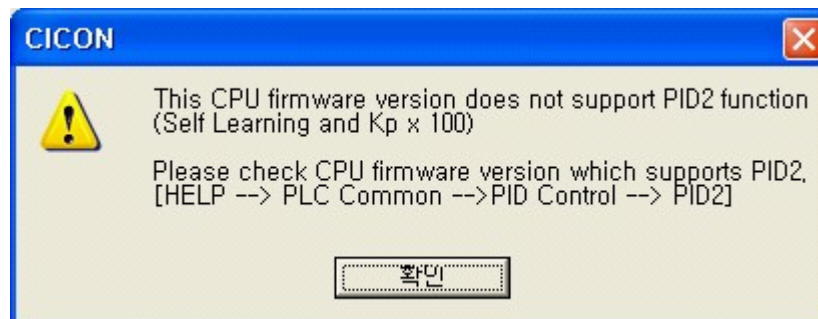 CICON
This CPU firmware version does not support PID2 function
(Self Learning and Kp x 100)
Please check CPU firmware version which supports PID2,
[HELP --> PLC Common -->PID Control --> PID2]
확인